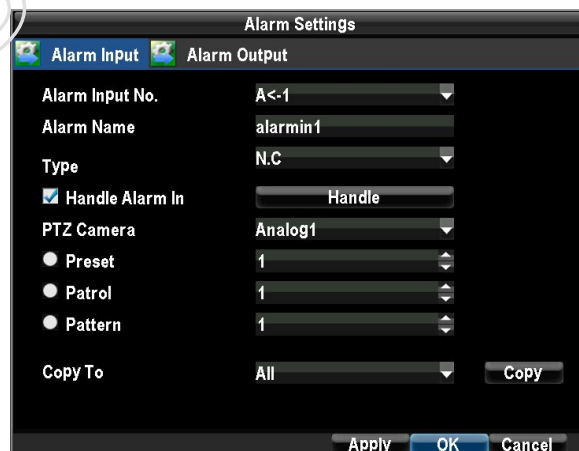 Alarm Settings
Alarm Input Alarm Output
Alarm Input No. A<-1
Alarm Name alarmin1
Type N.C
Handle Alarm In Handle
PTZ Camera Analog1
Preset 1
Patrol 1
Pattern 1
Copy To All Copy
Apply OK Cancel